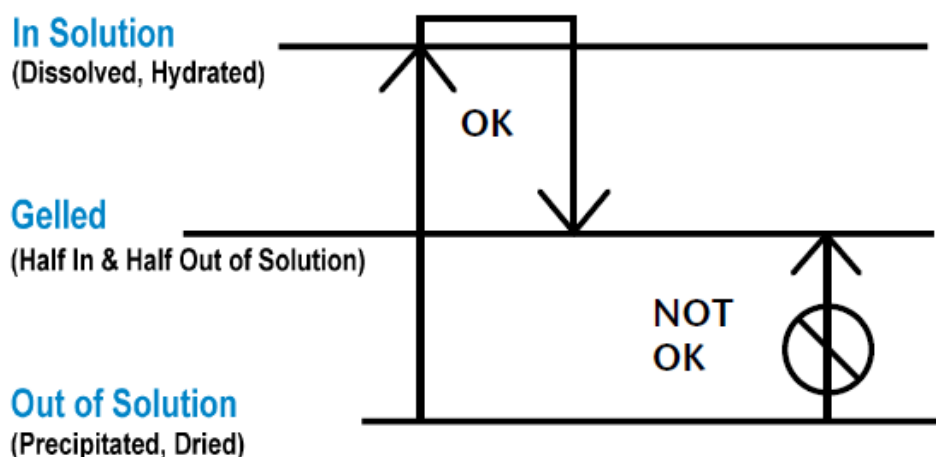 In Solution
(Dissolved, Hydrated)
OK
Gelled
(Half In & Half Out of Solution)
NOT
OK
Out of Solution
(Precipitated, Dried)